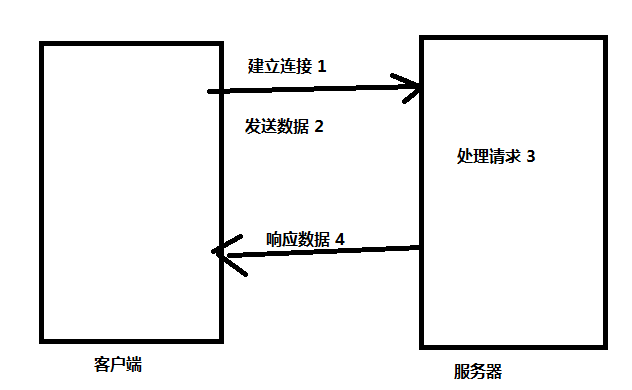 建立连接 1
发送数据 2
处理请求 3
响应数据 4
客户端
服务器